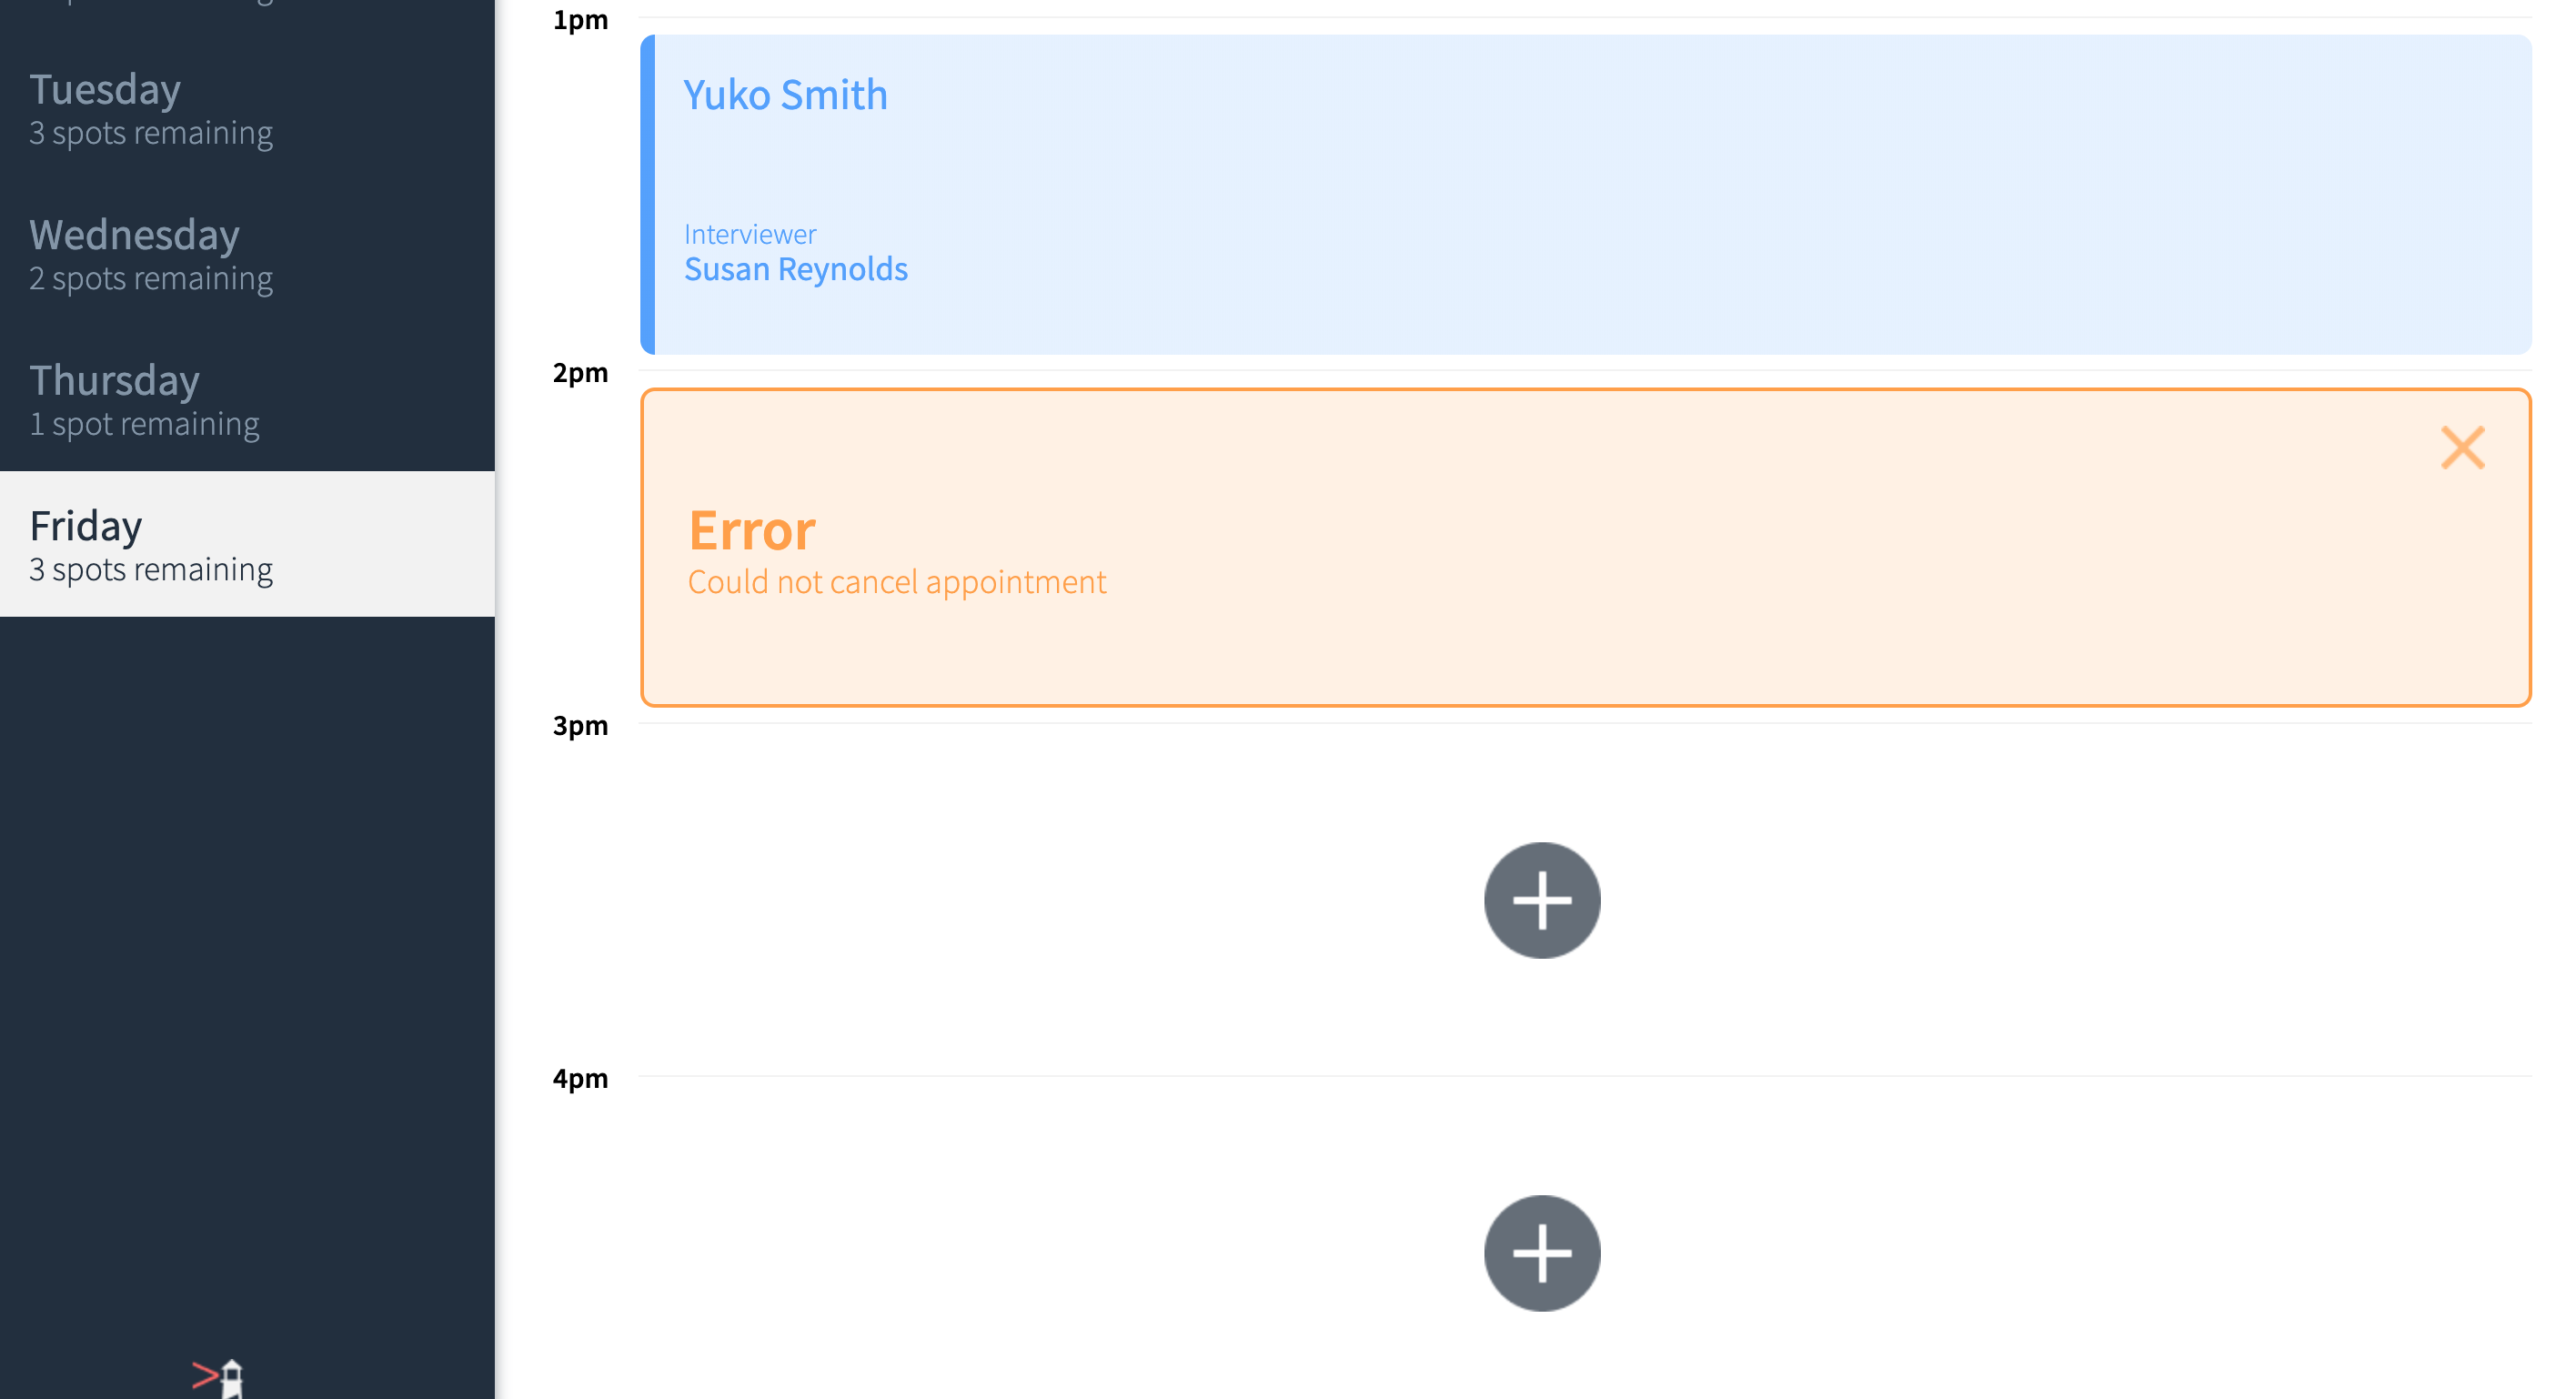 Tuesday
3 spots remaining
Wednesday
2 spots remaining
Thursday
1 spot remaining
Friday
3 spots remaining
1pm
Yuko Smith
Interviewer
Susan Reynolds
2pm
Error
Could not cancel appointment
3pm
4pm